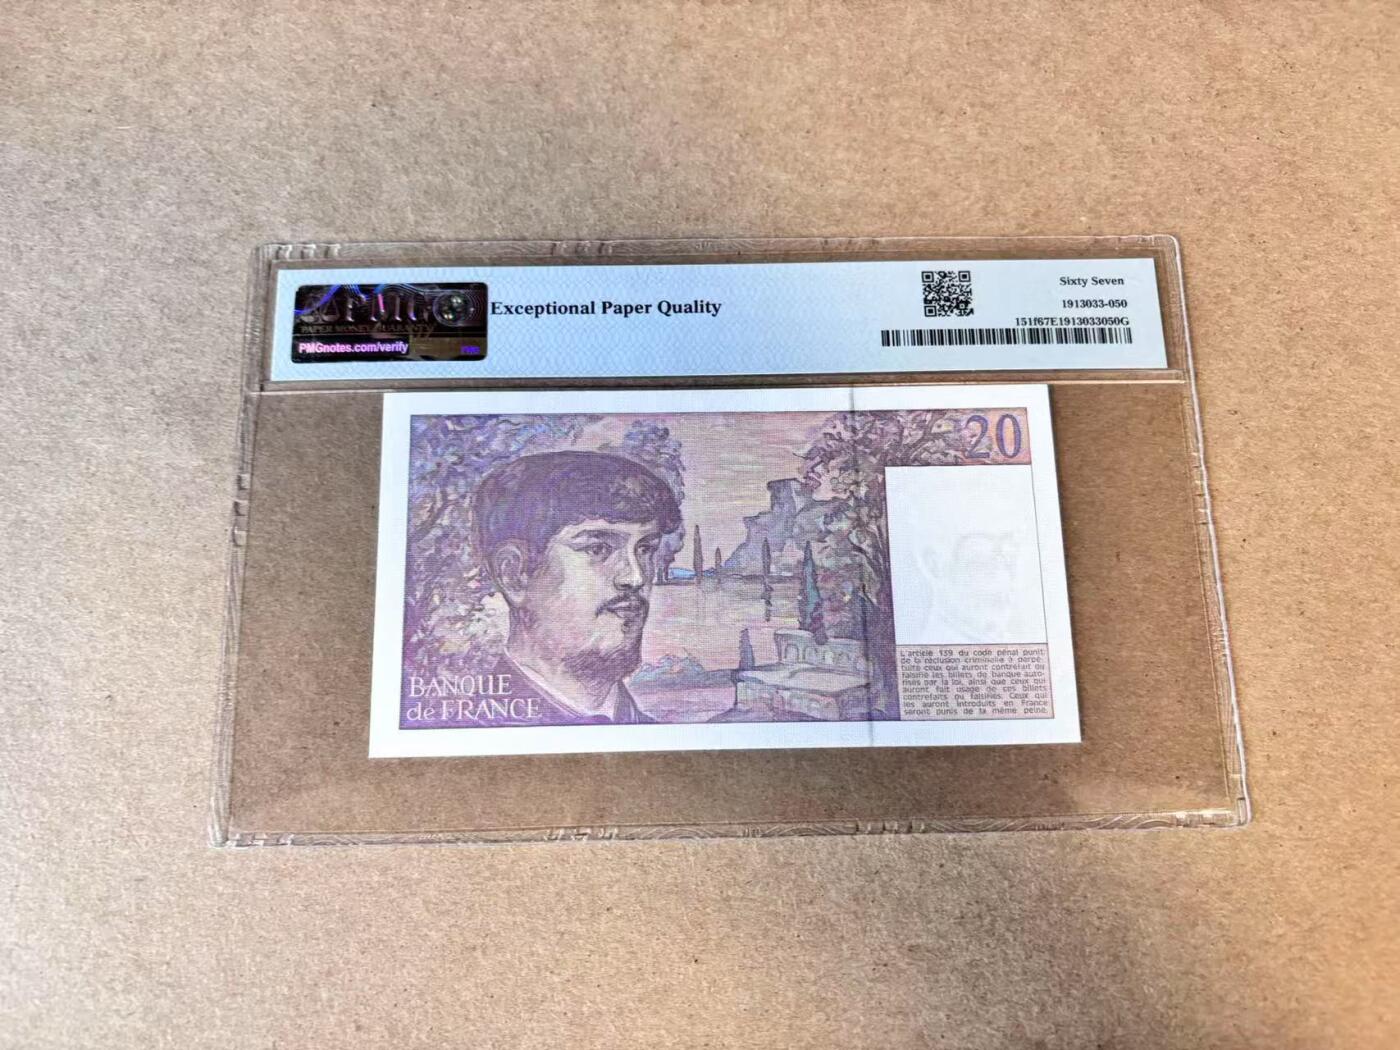 PMG
PAPER MONEY GUARANTY
PMGnotes.com/verify
Exceptional Paper Quality
Sixty Seven
1913033-050
151f67E1913033050G
20
BANQUE
de FRANCE
L'article 139 du code pénal punit
de la réclusion criminelle à perpé-
tuité ceux qui auront contrefait ou
falsifié les billets de banque auto-
risés par la loi, ainsi que ceux qui
auront fait usage de ces billets
contrefaits ou falsifiés. Ceux qui
les auront introduits en France
seront punis de la même peine.